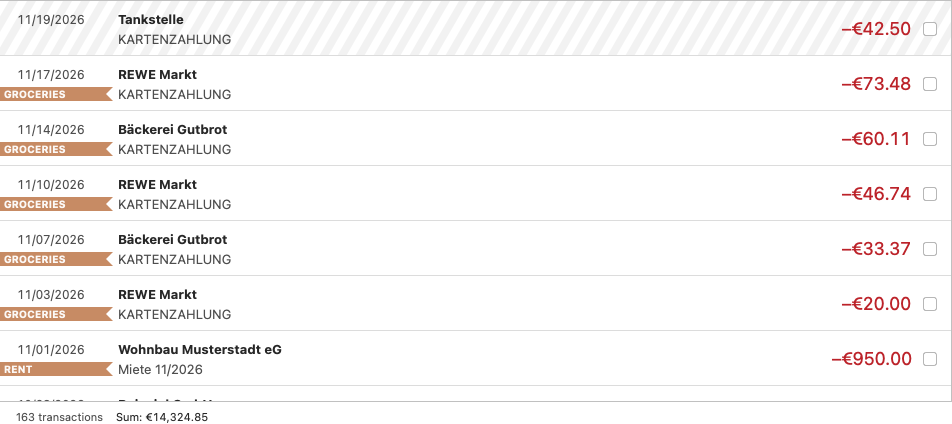 11/19/2026 Tankstelle
KARTENZAHLUNG
–€42.50
11/17/2026 REWE Markt
GROCERIES KARTENZAHLUNG
–€73.48
11/14/2026 Bäckerei Gutbrot
GROCERIES KARTENZAHLUNG
–€60.11
11/10/2026 REWE Markt
GROCERIES KARTENZAHLUNG
–€46.74
11/07/2026 Bäckerei Gutbrot
GROCERIES KARTENZAHLUNG
–€33.37
11/03/2026 REWE Markt
GROCERIES KARTENZAHLUNG
–€20.00
11/01/2026 Wohnbau Musterstadt eG
RENT Miete 11/2026
–€950.00
163 transactions Sum: €14,324.85